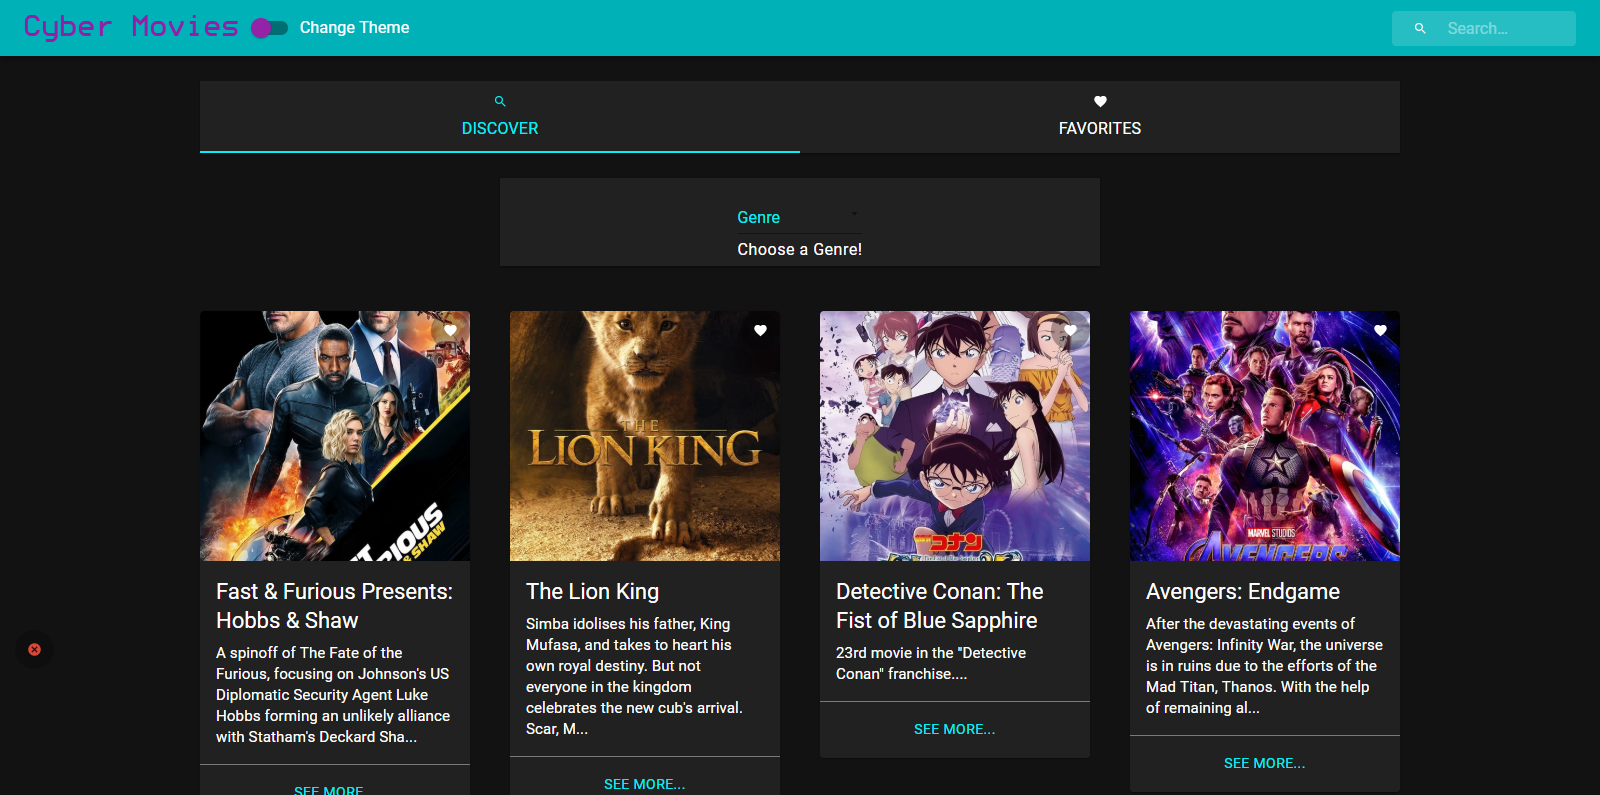 Cyber Movies
Change Theme
Search...
DISCOVER
FAVORITES
Genre
Choose a Genre!
THE
LION KING
コナン
MARVEL STUDIOS
AVENGERS
Fast & Furious Presents:
Hobbs & Shaw
A spinoff of The Fate of the
Furious, focusing on Johnson's US
Diplomatic Security Agent Luke
Hobbs forming an unlikely alliance
with Statham's Deckard Sha...
SEE MORE...
The Lion King
Simba idolises his father, King
Mufasa, and takes to heart his
own royal destiny. But not
everyone in the kingdom
celebrates the new cub's arrival.
Scar, M...
SEE MORE...
Detective Conan: The
Fist of Blue Sapphire
23rd movie in the "Detective
Conan" franchise....
SEE MORE...
Avengers: Endgame
After the devastating events of
Avengers: Infinity War, the universe
is in ruins due to the efforts of the
Mad Titan, Thanos. With the help
of remaining al...
SEE MORE...